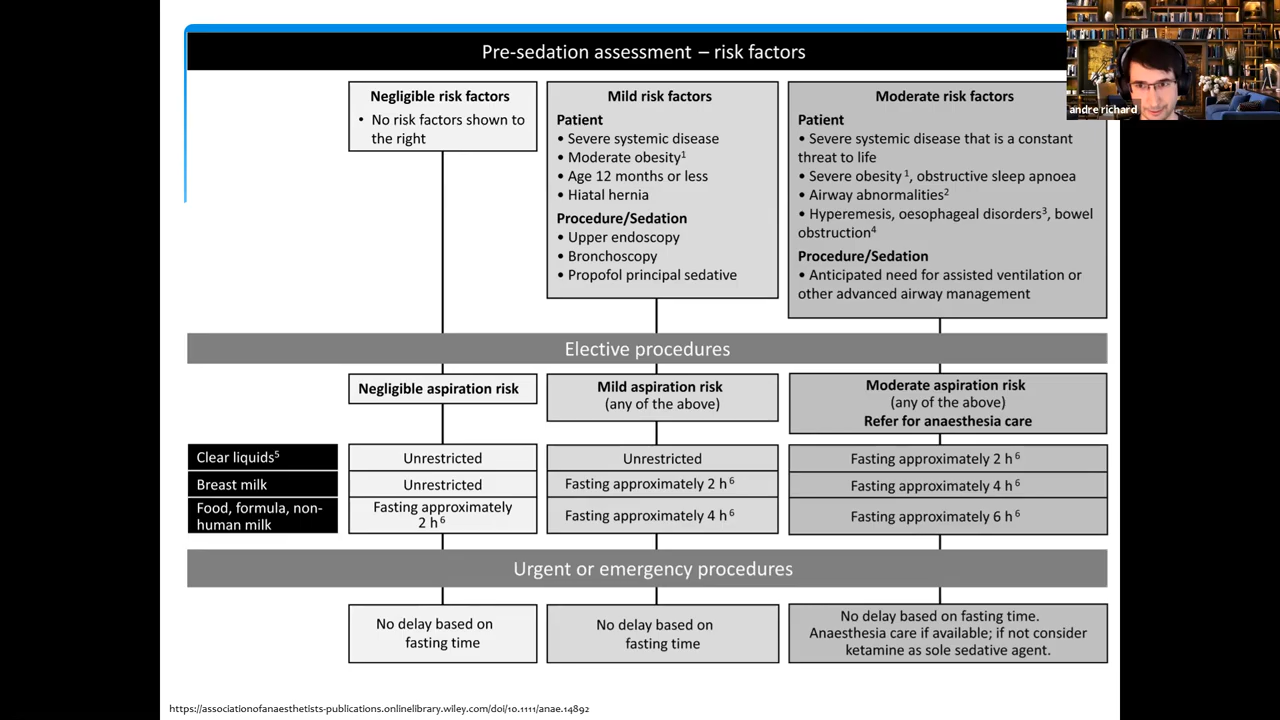 Pre-sedation assessment – risk factors
andre richard
Negligible risk factors
• No risk factors shown to
the right
Mild risk factors
Patient
• Severe systemic disease
• Moderate obesity¹
• Age 12 months or less
• Hiatal hernia
Procedure/Sedation
• Upper endoscopy
• Bronchoscopy
• Propofol principal sedative
Moderate risk factors
Patient
• Severe systemic disease that is a constant
threat to life
• Severe obesity ¹, obstructive sleep apnoea
• Airway abnormalities²
• Hyperemesis, oesophageal disorders³, bowel
obstruction⁴
Procedure/Sedation
• Anticipated need for assisted ventilation or
other advanced airway management
Elective procedures
Negligible aspiration risk
Mild aspiration risk
(any of the above)
Moderate aspiration risk
(any of the above)
Refer for anaesthesia care
Clear liquids⁵
Unrestricted
Unrestricted
Fasting approximately 2 h ⁶
Breast milk
Unrestricted
Fasting approximately 2 h ⁶
Fasting approximately 4 h ⁶
Food, formula, non-
human milk
Fasting approximately
2 h ⁶
Fasting approximately 4 h ⁶
Fasting approximately 6 h ⁶
Urgent or emergency procedures
No delay based on
fasting time
No delay based on
fasting time
No delay based on fasting time.
Anaesthesia care if available; if not consider
ketamine as sole sedative agent.
https://associationofanaesthetists-publications.onlinelibrary.wiley.com/doi/10.1111/anae.14892